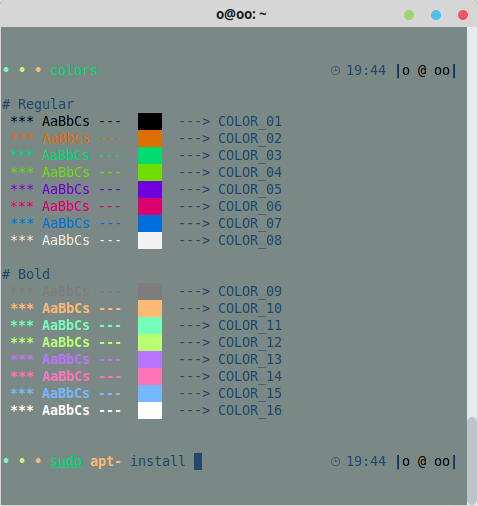 o@oo: ~
• • • colors 19:44 |o @ oo|
# Regular
*** AaBbCs --- ---> COLOR_01
*** AaBbCs --- ---> COLOR_02
*** AaBbCs --- ---> COLOR_03
*** AaBbCs --- ---> COLOR_04
*** AaBbCs --- ---> COLOR_05
*** AaBbCs --- ---> COLOR_06
*** AaBbCs --- ---> COLOR_07
*** AaBbCs --- ---> COLOR_08
# Bold
*** AaBbCs --- ---> COLOR_09
*** AaBbCs --- ---> COLOR_10
*** AaBbCs --- ---> COLOR_11
*** AaBbCs --- ---> COLOR_12
*** AaBbCs --- ---> COLOR_13
*** AaBbCs --- ---> COLOR_14
*** AaBbCs --- ---> COLOR_15
*** AaBbCs --- ---> COLOR_16
• • • sudo apt- install 19:44 |o @ oo|